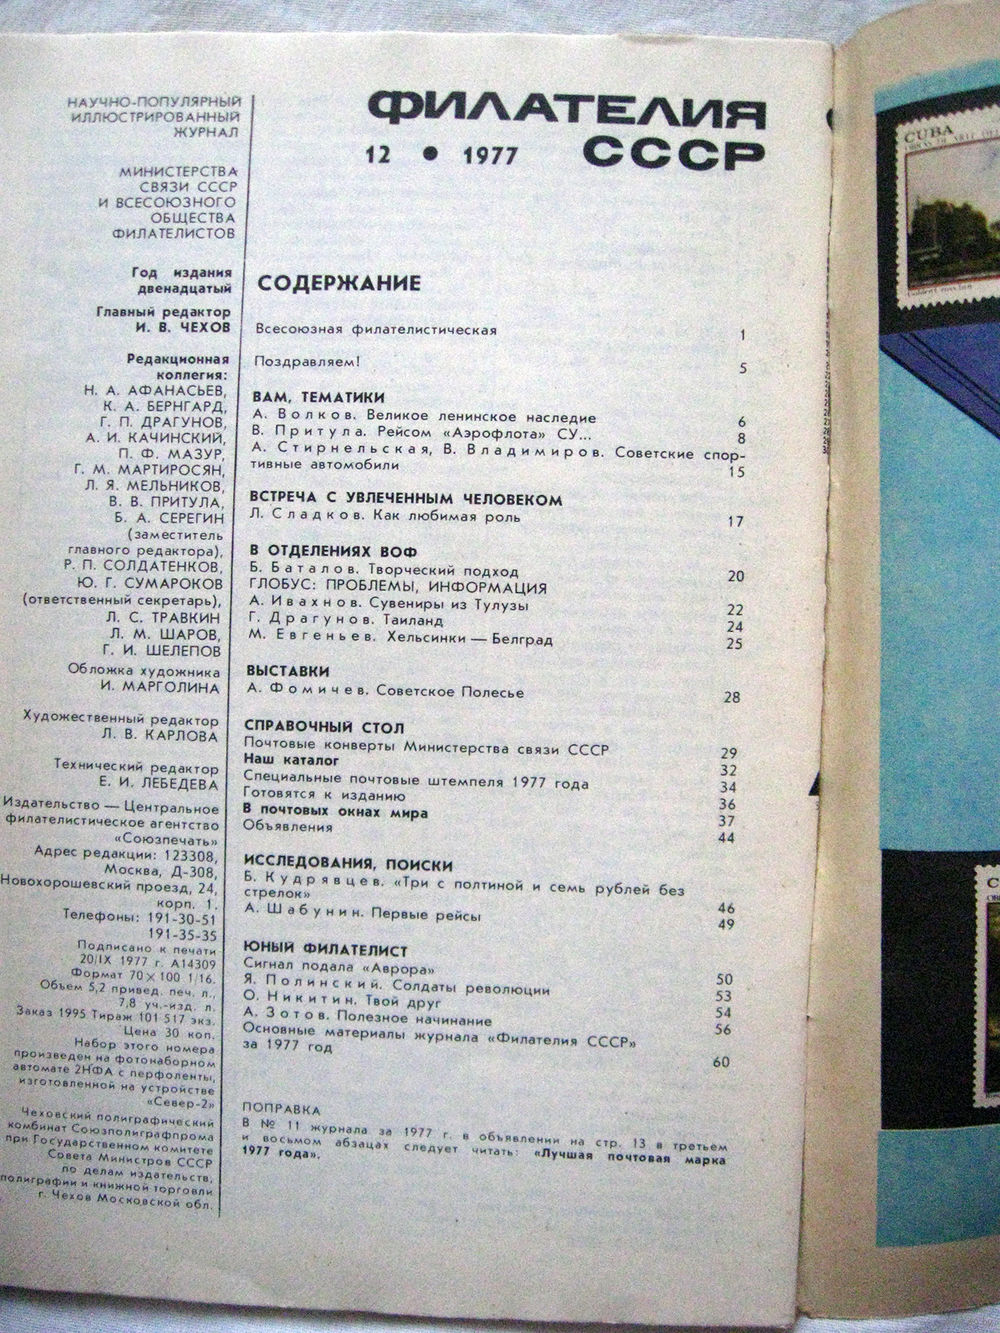 НАУЧНО-ПОПУЛЯРНЫЙ
ИЛЛЮСТРИРОВАННЫЙ
ЖУРНАЛ
МИНИСТЕРСТВА
СВЯЗИ СССР
И ВСЕСОЮЗНОГО
ОБЩЕСТВА
ФИЛАТЕЛИСТОВ
Год издания
двенадцатый
Главный редактор
И. В. ЧЕХОВ
Редакционная
коллегия:
Н. А. АФАНАСЬЕВ,
К. А. БЕРНГАРД,
Г. П. ДРАГУНОВ,
А. И. КАЧИНСКИЙ,
П. Ф. МАЗУР,
Г. М. МАРТИРОСЯН,
Л. Я. МЕЛЬНИКОВ,
В. В. ПРИТУЛА,
Б. А. СЕРЕГИН
(заместитель
главного редактора),
Р. П. СОЛДАТЕНКОВ,
Ю. Г. СУМАРОКОВ
(ответственный секретарь),
Л. С. ТРАВКИН
Л. М. ШАРОВ,
Г. И. ШЕЛЕПОВ
Обложка художника
И. МАРГОЛИНА
Художественный редактор
Л. В. КАРЛОВА
Технический редактор
Е. И. ЛЕБЕДЕВА
Издательство — Центральное
филателистическое агентство
«Союзпечать»
Адрес редакции: 123308,
Москва, Д-308,
Новохорошевский проезд, 24,
корп. 1.
Телефоны: 191-30-51
191-35-35
Подписано к печати
20/IX 1977 г. А14309
Формат 70×100 1/16.
Объем 5,2 привед. печ. л.,
7,8 уч.-изд. л.
Заказ 1995 Тираж 101 517 экз.
Цена 30 коп.
Набор этого номера
произведен на фотонаборном
автомате 2НФА с перфоленты,
изготовленной на устройстве
«Север-2»
Чеховский полиграфический
комбинат Союзполиграфпрома
при Государственном комитете
Совета Министров СССР
по делам издательств,
полиграфии и книжной торговли
г. Чехов Московской обл.
ФИЛАТЕЛИЯ
12 ● 1977 СССР
СОДЕРЖАНИЕ
Всесоюзная филателистическая 1
Поздравляем! 5
ВАМ, ТЕМАТИКИ
А. Волков. Великое ленинское наследие 6
В. Притула. Рейсом «Аэрофлота» СУ... 8
А. Стирнельская, В. Владимиров. Советские спор-
тивные автомобили 15
ВСТРЕЧА С УВЛЕЧЕННЫМ ЧЕЛОВЕКОМ
Л. Сладков. Как любимая роль 17
В ОТДЕЛЕНИЯХ ВОФ
Б. Баталов. Творческий подход 20
ГЛОБУС: ПРОБЛЕМЫ, ИНФОРМАЦИЯ
А. Ивахнов. Сувениры из Тулузы 22
Г. Драгунов. Таиланд 24
М. Евгеньев. Хельсинки — Белград 25
ВЫСТАВКИ
А. Фомичев. Советское Полесье 28
СПРАВОЧНЫЙ СТОЛ
Почтовые конверты Министерства связи СССР 29
Наш каталог 32
Специальные почтовые штемпеля 1977 года 34
Готовятся к изданию 36
В почтовых окнах мира 37
Объявления 44
ИССЛЕДОВАНИЯ, ПОИСКИ
Б. Кудрявцев. «Три с полтиной и семь рублей без
стрелок» 46
А. Шабунин. Первые рейсы 49
ЮНЫЙ ФИЛАТЕЛИСТ
Сигнал подала «Аврора» 50
Я. Полинский. Солдаты революции 53
О. Никитин. Твой друг 54
А. Зотов. Полезное начинание 56
Основные материалы журнала «Филателия СССР»
за 1977 год 60
ПОПРАВКА
В № 11 журнала за 1977 г. в объявлении на стр. 13 в третьем
и восьмом абзацах следует читать: «Лучшая почтовая марка
1977 года».
CUBA